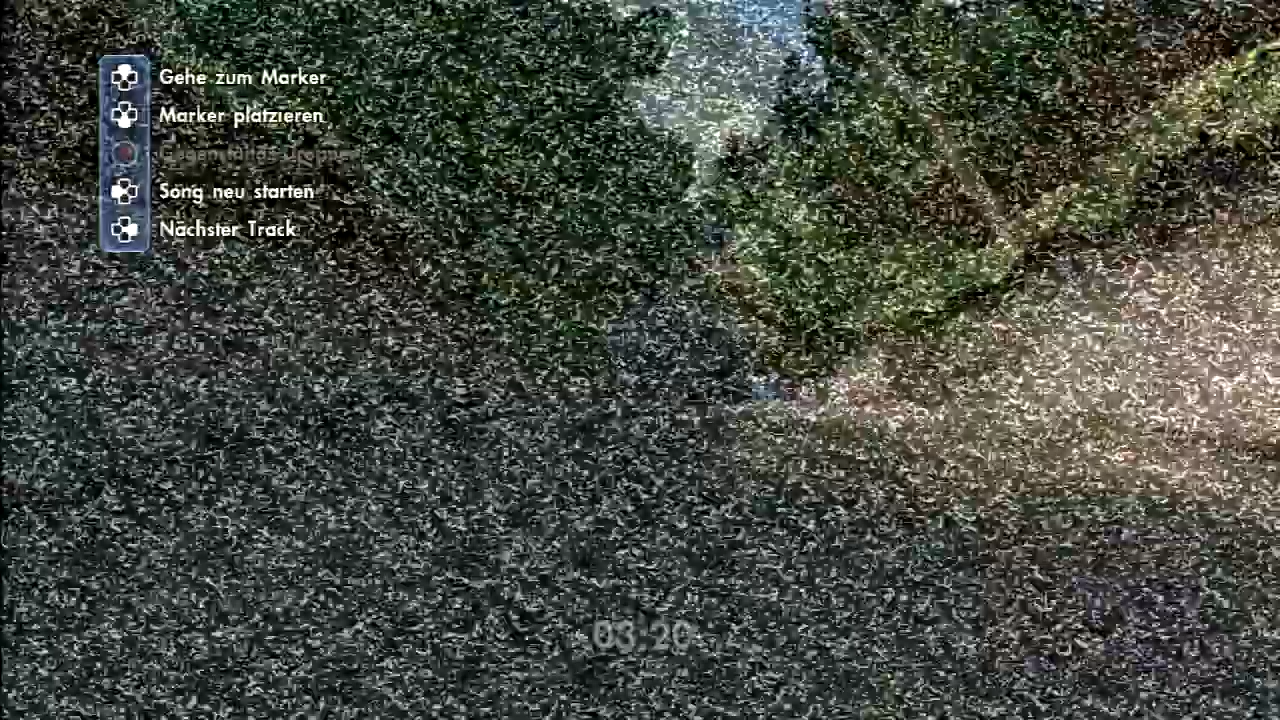 Gehe zum Marker
Marker platzieren
Song neu starten
Nächster Track
03:20